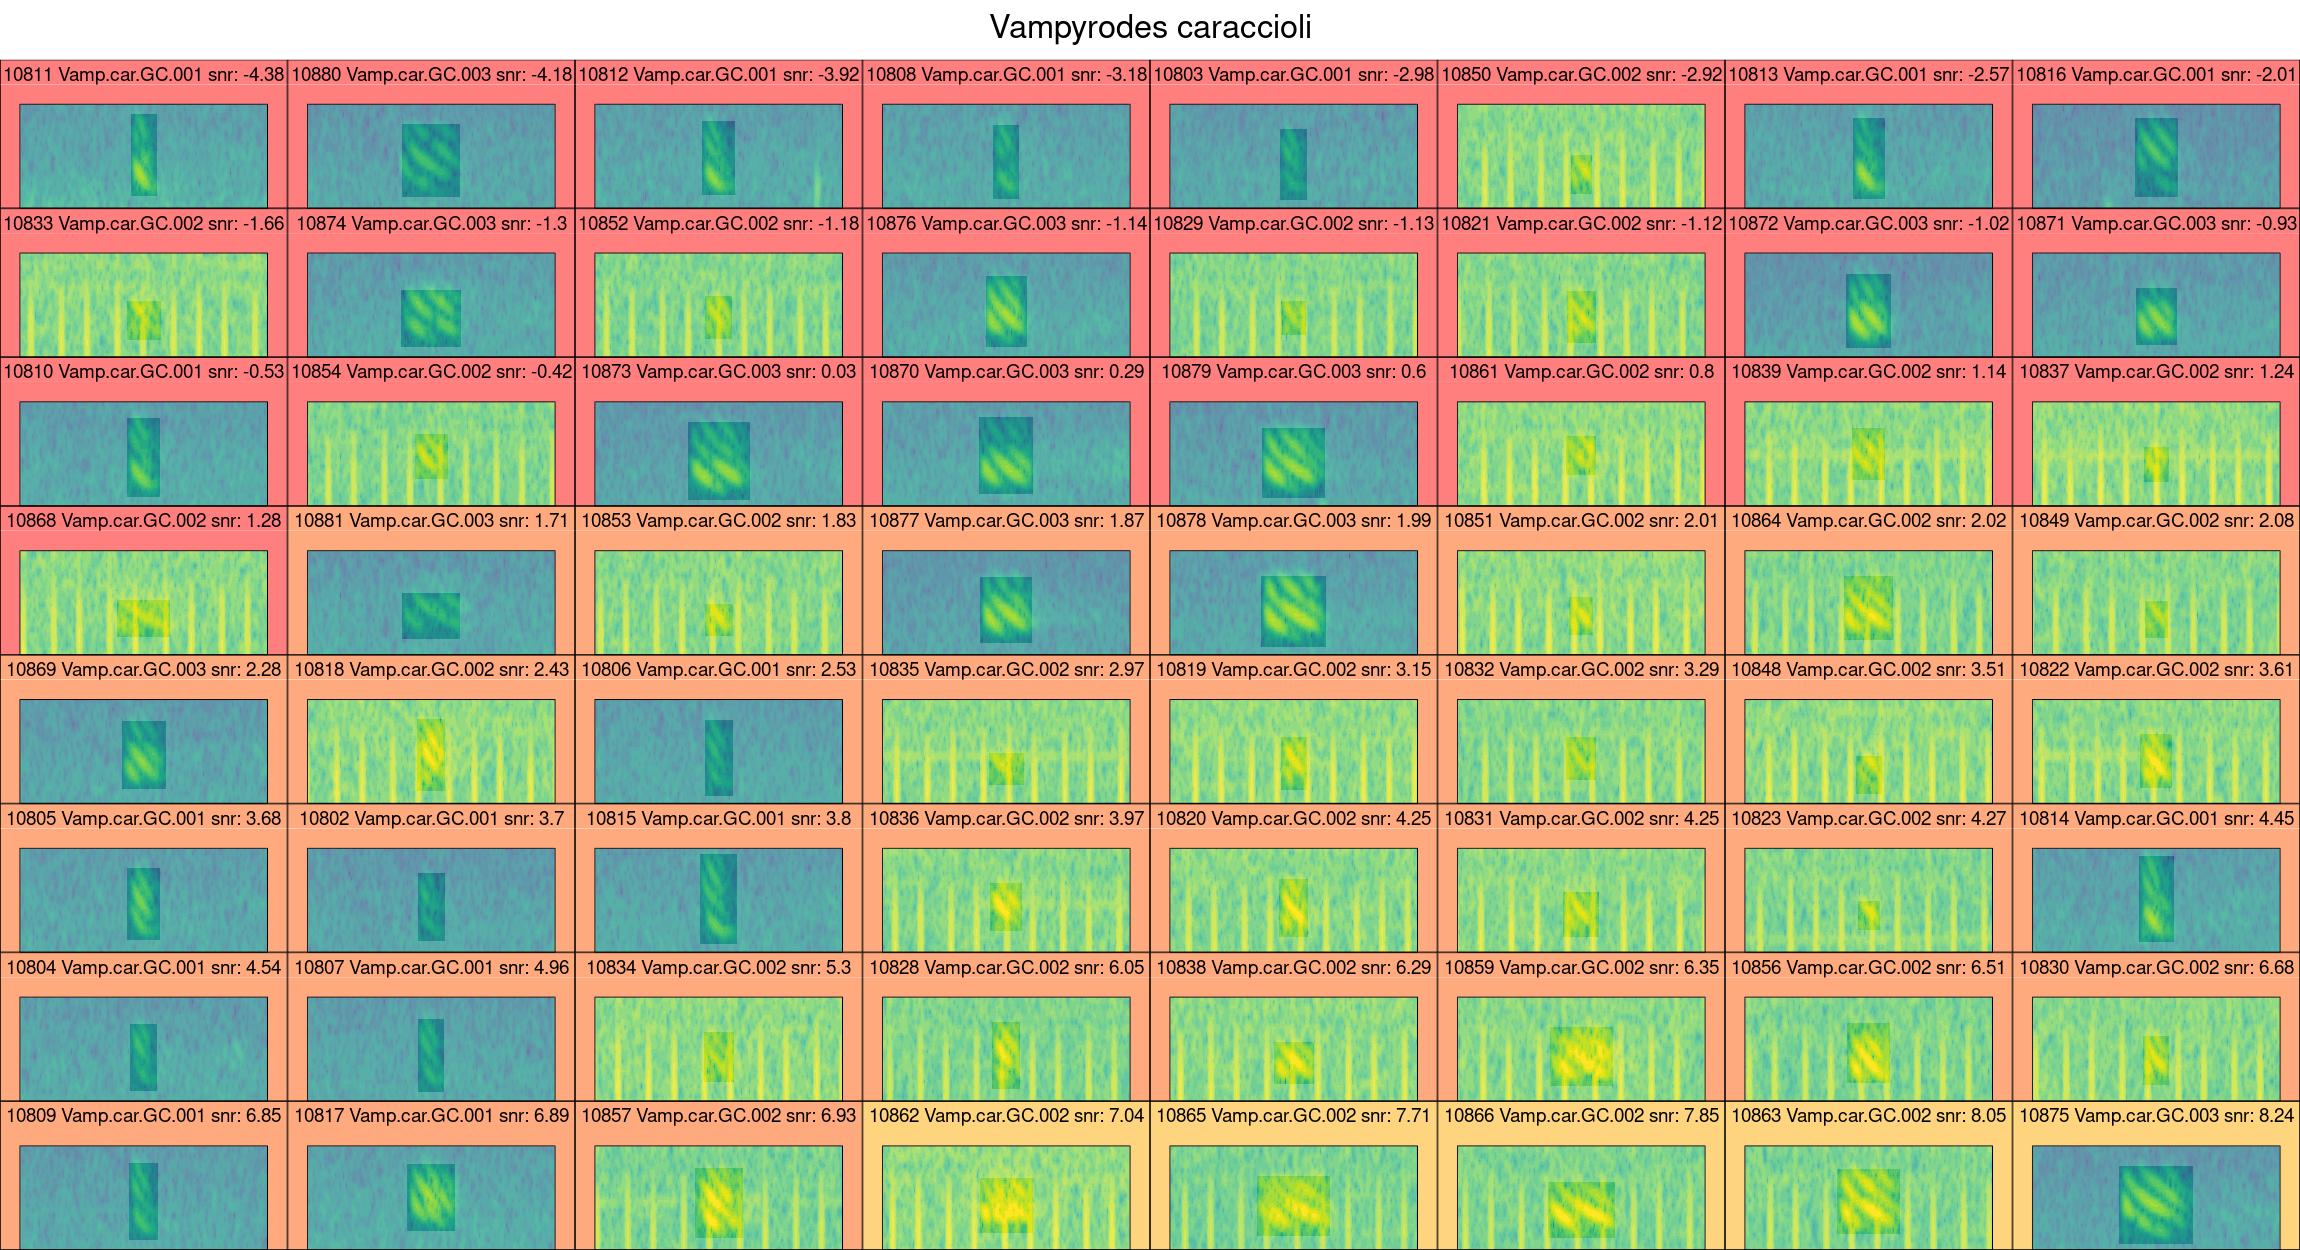 Vampyrodes caraccioli
10811 Vamp.car.GC.001 snr: -4.38 10880 Vamp.car.GC.003 snr: -4.18 10812 Vamp.car.GC.001 snr: -3.92 10808 Vamp.car.GC.001 snr: -3.18 10803 Vamp.car.GC.001 snr: -2.98 10850 Vamp.car.GC.002 snr: -2.92 10813 Vamp.car.GC.001 snr: -2.57 10816 Vamp.car.GC.001 snr: -2.01
10833 Vamp.car.GC.002 snr: -1.66 10874 Vamp.car.GC.003 snr: -1.3 10852 Vamp.car.GC.002 snr: -1.18 10876 Vamp.car.GC.003 snr: -1.14 10829 Vamp.car.GC.002 snr: -1.13 10821 Vamp.car.GC.002 snr: -1.12 10872 Vamp.car.GC.003 snr: -1.02 10871 Vamp.car.GC.003 snr: -0.93
10810 Vamp.car.GC.001 snr: -0.53 10854 Vamp.car.GC.002 snr: -0.42 10873 Vamp.car.GC.003 snr: 0.03 10870 Vamp.car.GC.003 snr: 0.29 10879 Vamp.car.GC.003 snr: 0.6 10861 Vamp.car.GC.002 snr: 0.8 10839 Vamp.car.GC.002 snr: 1.14 10837 Vamp.car.GC.002 snr: 1.24
10868 Vamp.car.GC.002 snr: 1.28 10881 Vamp.car.GC.003 snr: 1.71 10853 Vamp.car.GC.002 snr: 1.83 10877 Vamp.car.GC.003 snr: 1.87 10878 Vamp.car.GC.003 snr: 1.99 10851 Vamp.car.GC.002 snr: 2.01 10864 Vamp.car.GC.002 snr: 2.02 10849 Vamp.car.GC.002 snr: 2.08
10869 Vamp.car.GC.003 snr: 2.28 10818 Vamp.car.GC.002 snr: 2.43 10806 Vamp.car.GC.001 snr: 2.53 10835 Vamp.car.GC.002 snr: 2.97 10819 Vamp.car.GC.002 snr: 3.15 10832 Vamp.car.GC.002 snr: 3.29 10848 Vamp.car.GC.002 snr: 3.51 10822 Vamp.car.GC.002 snr: 3.61
10805 Vamp.car.GC.001 snr: 3.68 10802 Vamp.car.GC.001 snr: 3.7 10815 Vamp.car.GC.001 snr: 3.8 10836 Vamp.car.GC.002 snr: 3.97 10820 Vamp.car.GC.002 snr: 4.25 10831 Vamp.car.GC.002 snr: 4.25 10823 Vamp.car.GC.002 snr: 4.27 10814 Vamp.car.GC.001 snr: 4.45
10804 Vamp.car.GC.001 snr: 4.54 10807 Vamp.car.GC.001 snr: 4.96 10834 Vamp.car.GC.002 snr: 5.3 10828 Vamp.car.GC.002 snr: 6.05 10838 Vamp.car.GC.002 snr: 6.29 10859 Vamp.car.GC.002 snr: 6.35 10856 Vamp.car.GC.002 snr: 6.51 10830 Vamp.car.GC.002 snr: 6.68
10809 Vamp.car.GC.001 snr: 6.85 10817 Vamp.car.GC.001 snr: 6.89 10857 Vamp.car.GC.002 snr: 6.93 10862 Vamp.car.GC.002 snr: 7.04 10865 Vamp.car.GC.002 snr: 7.71 10866 Vamp.car.GC.002 snr: 7.85 10863 Vamp.car.GC.002 snr: 8.05 10875 Vamp.car.GC.003 snr: 8.24